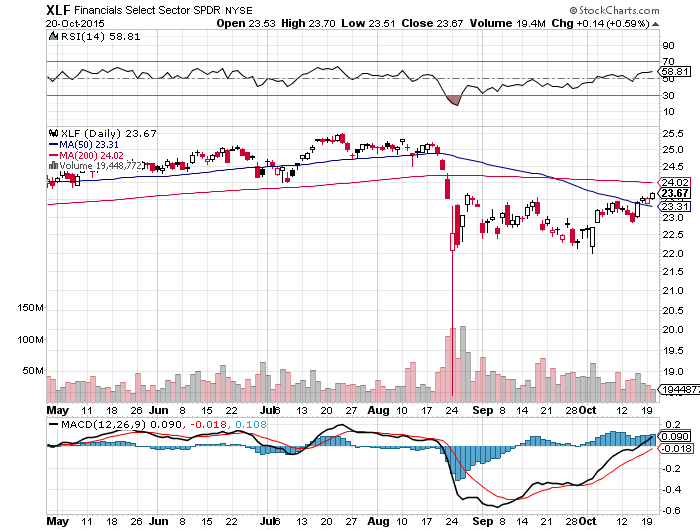 XLF Financials Select Sector SPDR NYSE © StockCharts.com
20-Oct-2015 Open 23.53 High 23.70 Low 23.51 Close 23.67 Volume 19.4M Chg +0.14 (+0.59%)
RSI(14) 58.81
90
70
58.81
50
30
10
XLF (Daily) 23.67
MA(50) 23.31
MA(200) 24.02
Volume 19,448,772
25.5
25.0
24.5
24.02
23.67
23.31
23.0
22.5
22.0
21.5
21.0
20.5
20.0
19.5
19.0
150M
100M
50M
1944877
May 11 18 26 Jun 8 15 22 Jul 6 13 20 27 Aug 10 17 24 Sep 8 14 21 28 Oct 12 19
MACD(12,26,9) 0.090, -0.018, 0.108
0.2
0.090
-0.018
-0.2
-0.4
-0.6
May 11 18 26 Jun 8 15 22 Jul 6 13 20 27 Aug 10 17 24 Sep 8 14 21 28 Oct 12 19